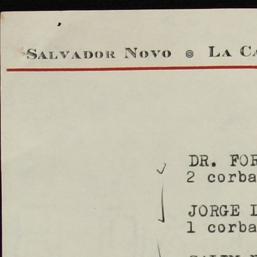 SALVADOR NOVO ◎ LA CA
DR. FOR
2 corba
JORGE I
1 corba